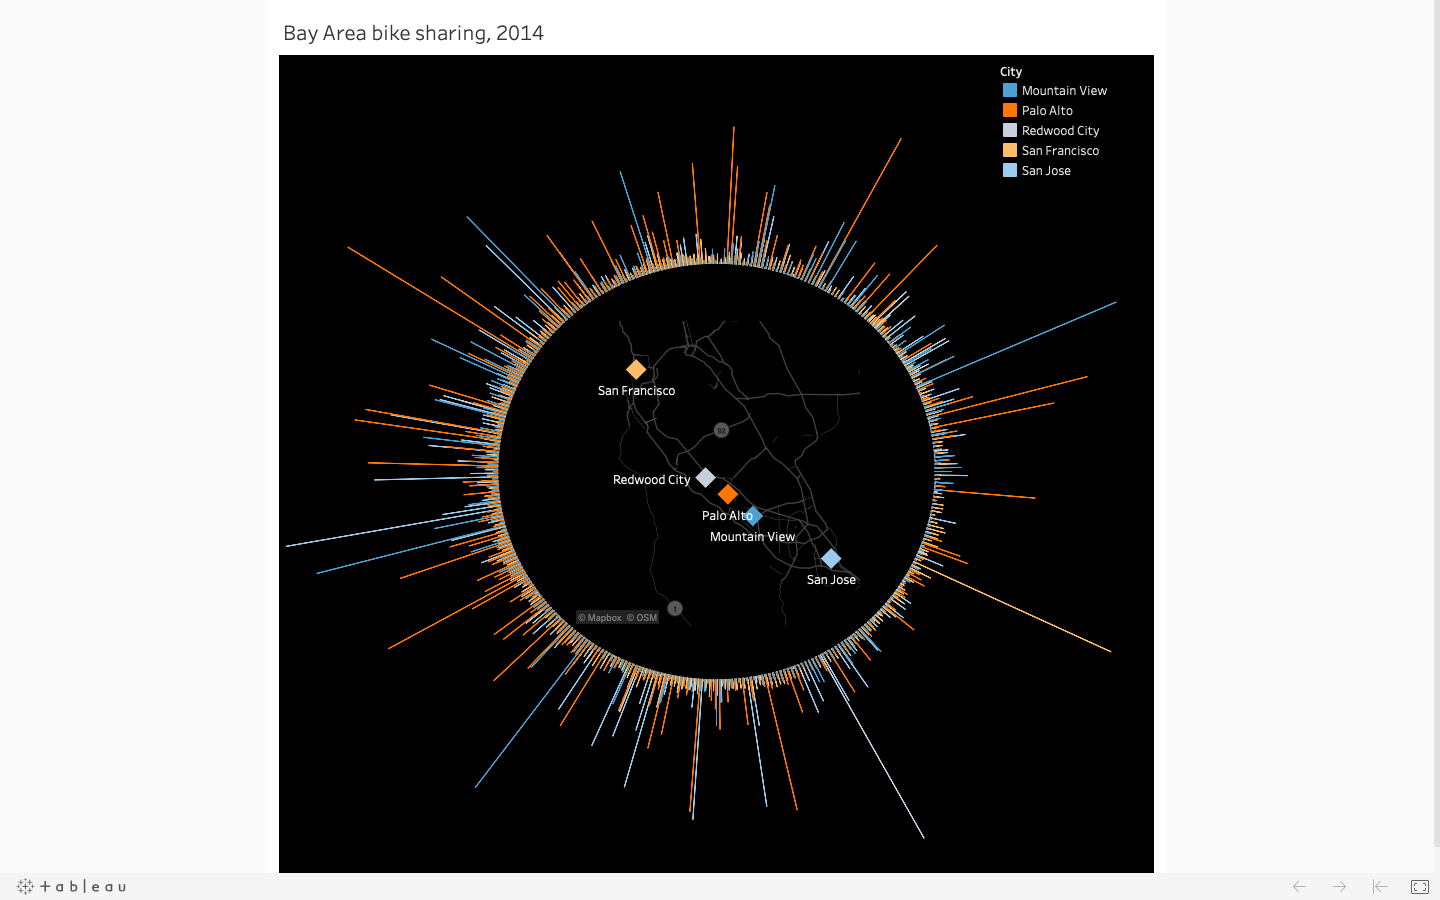 Bay Area bike sharing, 2014
City
Mountain View
Palo Alto
Redwood City
San Francisco
San Jose
San Francisco
92
Redwood City
Palo Alto
Mountain View
San Jose
1
© Mapbox © OSM
+ a b | e a u